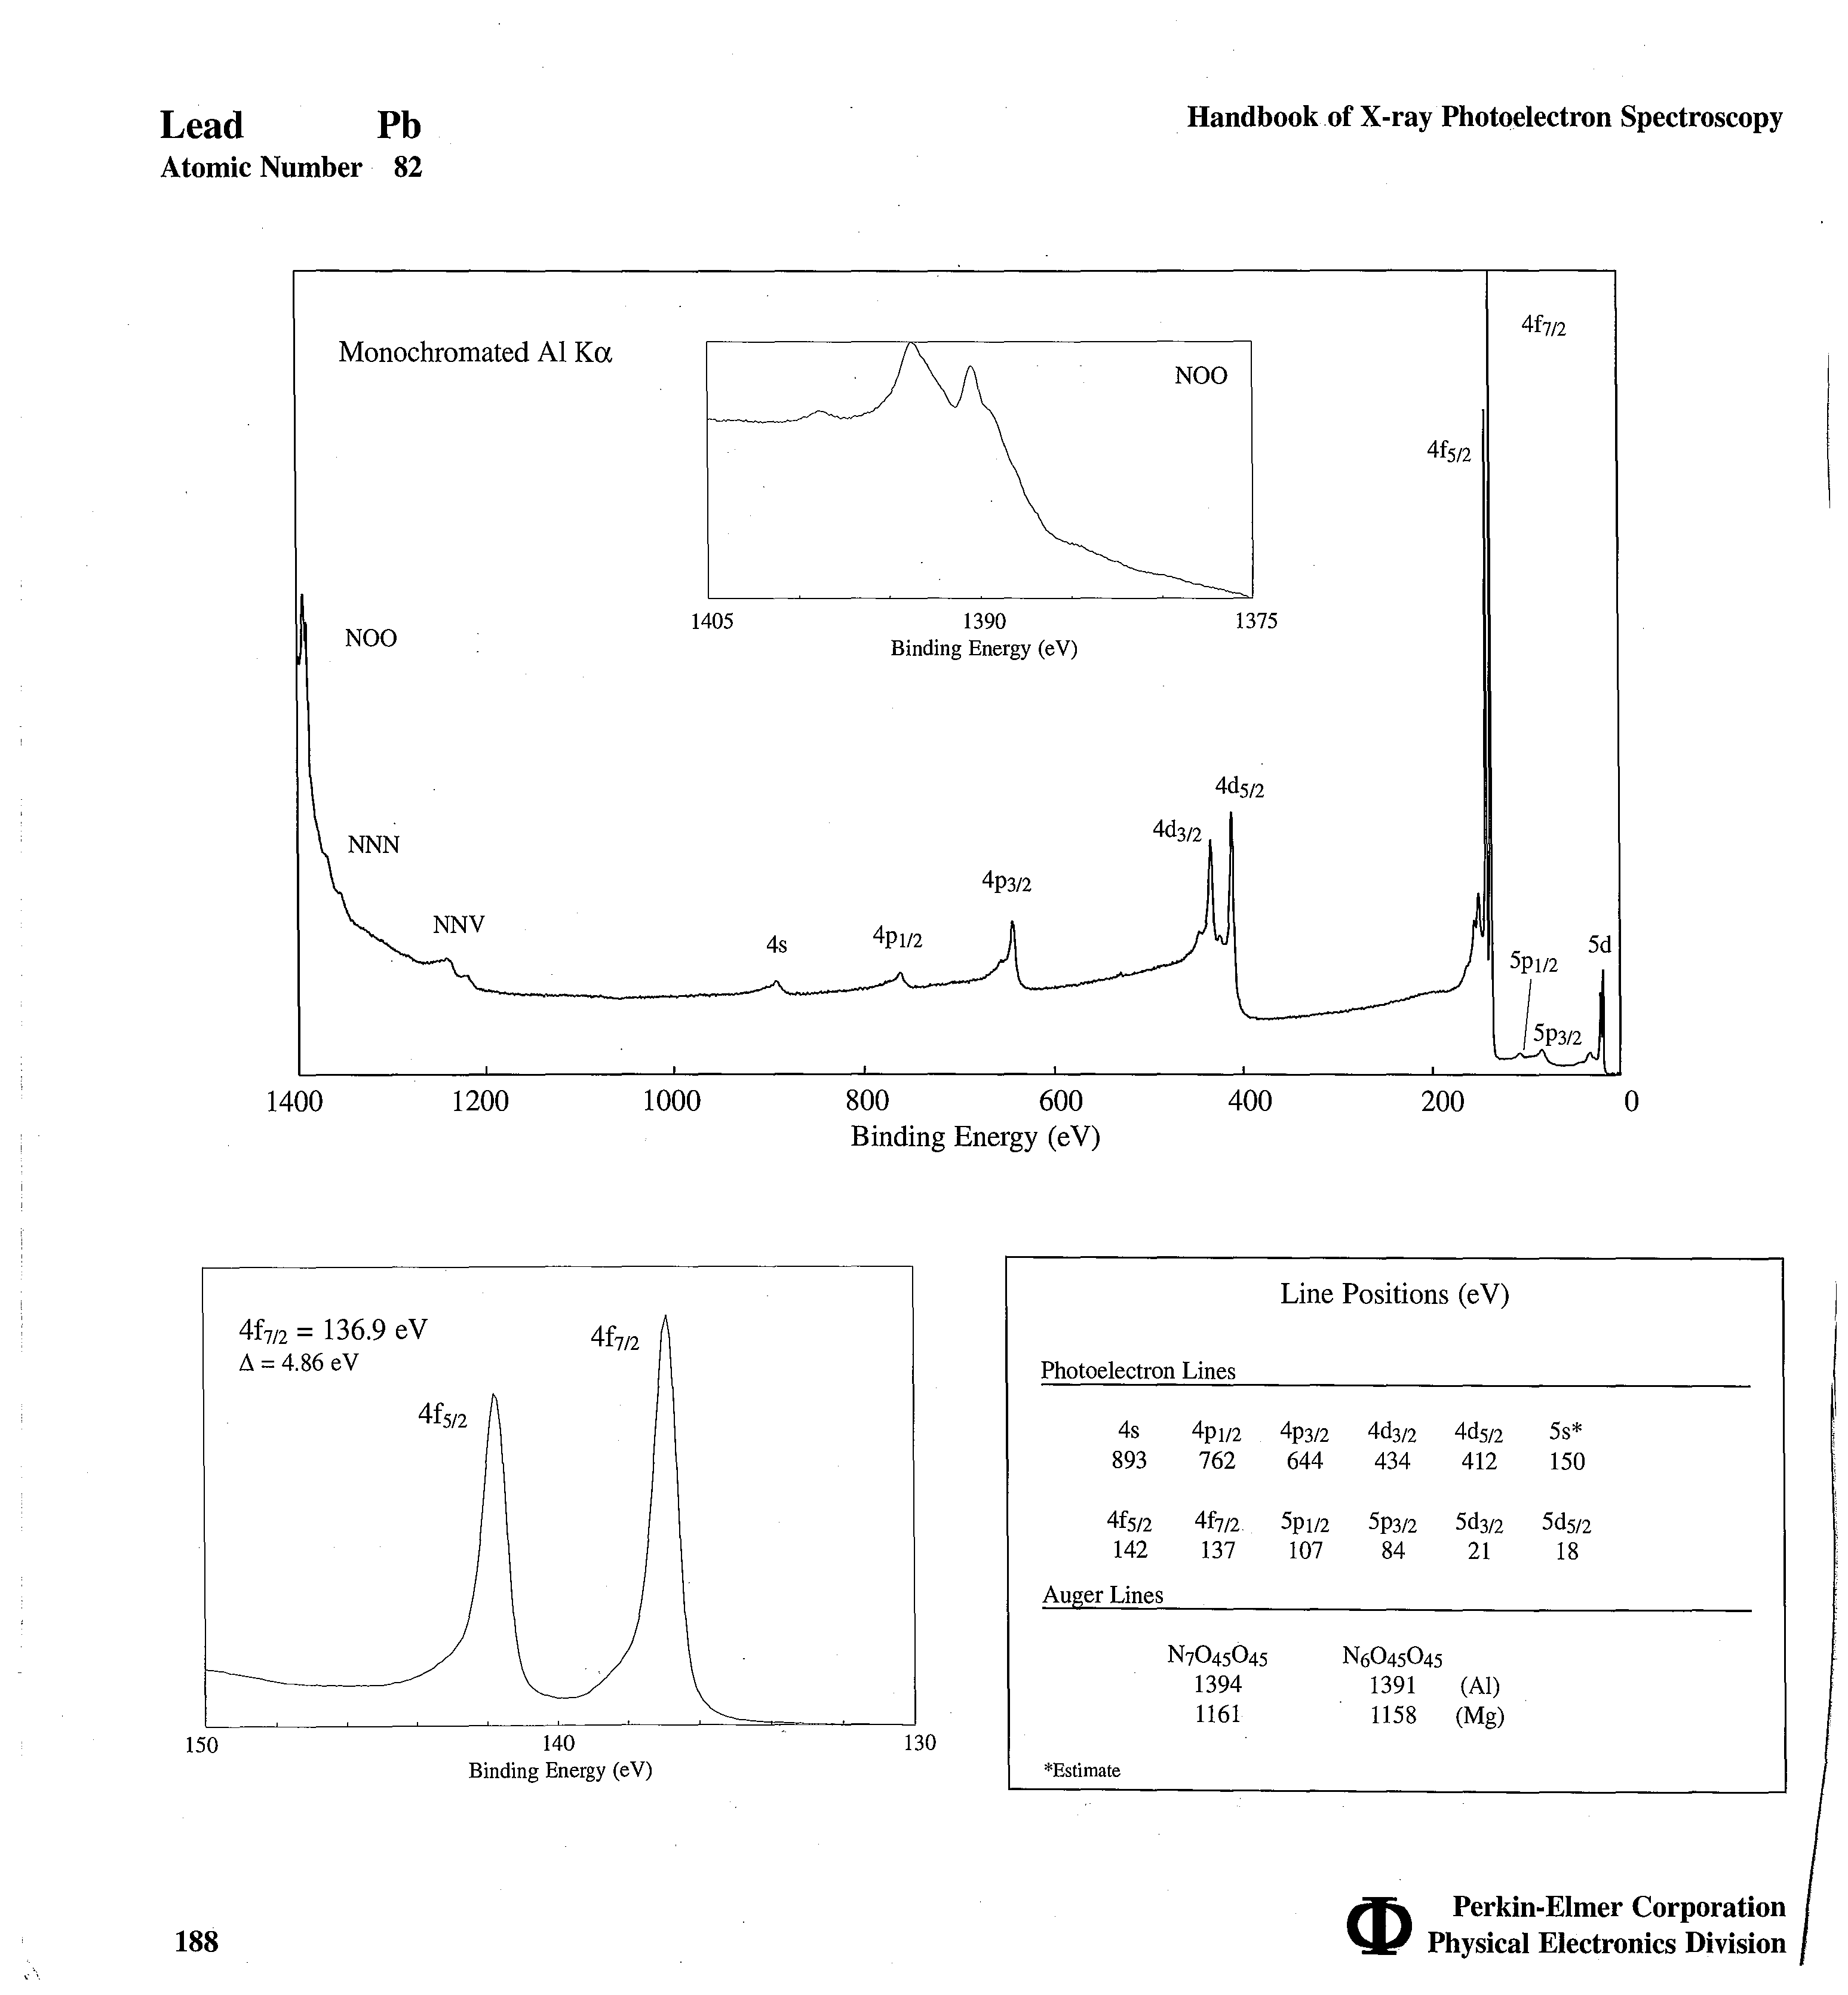 Lead Pb
Atomic Number 82
Handbook of X-ray Photoelectron Spectroscopy
Monochromated Al Kα
NOO
4f7/2
4f5/2
1405 1390 1375
Binding Energy (eV)
NOO
NNN
NNV
4s
4p1/2
4p3/2
4d3/2
4d5/2
5p1/2
5p3/2
5d
1400 1200 1000 800 600 400 200 0
Binding Energy (eV)
4f7/2 = 136.9 eV
Δ = 4.86 eV
4f7/2
4f5/2
150 140 130
Binding Energy (eV)
Line Positions (eV)
Photoelectron Lines
4s 4p1/2 4p3/2 4d3/2 4d5/2 5s*
893 762 644 434 412 150
4f5/2 4f7/2 5p1/2 5p3/2 5d3/2 5d5/2
142 137 107 84 21 18
Auger Lines
N7O45O45 N6O45O45
1394 1391 (Al)
1161 1158 (Mg)
*Estimate
188
Perkin-Elmer Corporation
Physical Electronics Division